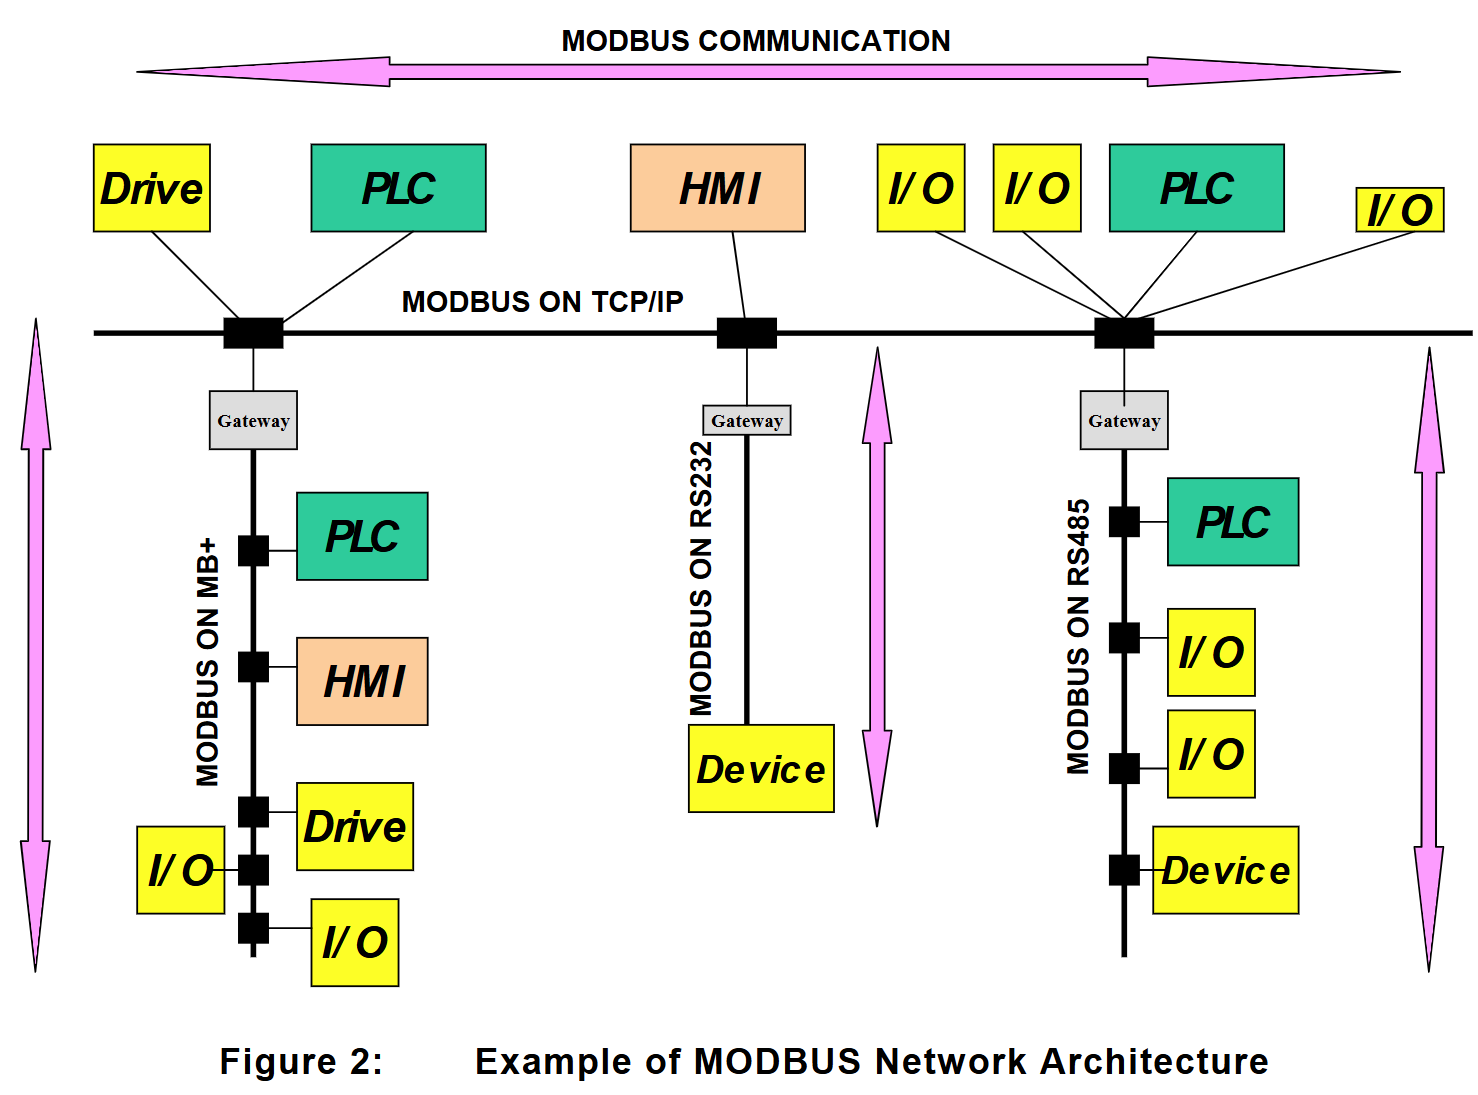 MODBUS COMMUNICATION
Drive
PLC
HMI
I/O
I/O
PLC
I/O
MODBUS ON TCP/IP
Gateway
Gateway
Gateway
MODBUS ON MB+
PLC
HMI
Drive
I/O
I/O
MODBUS ON RS232
Device
MODBUS ON RS485
PLC
I/O
I/O
Device
Figure 2: Example of MODBUS Network Architecture